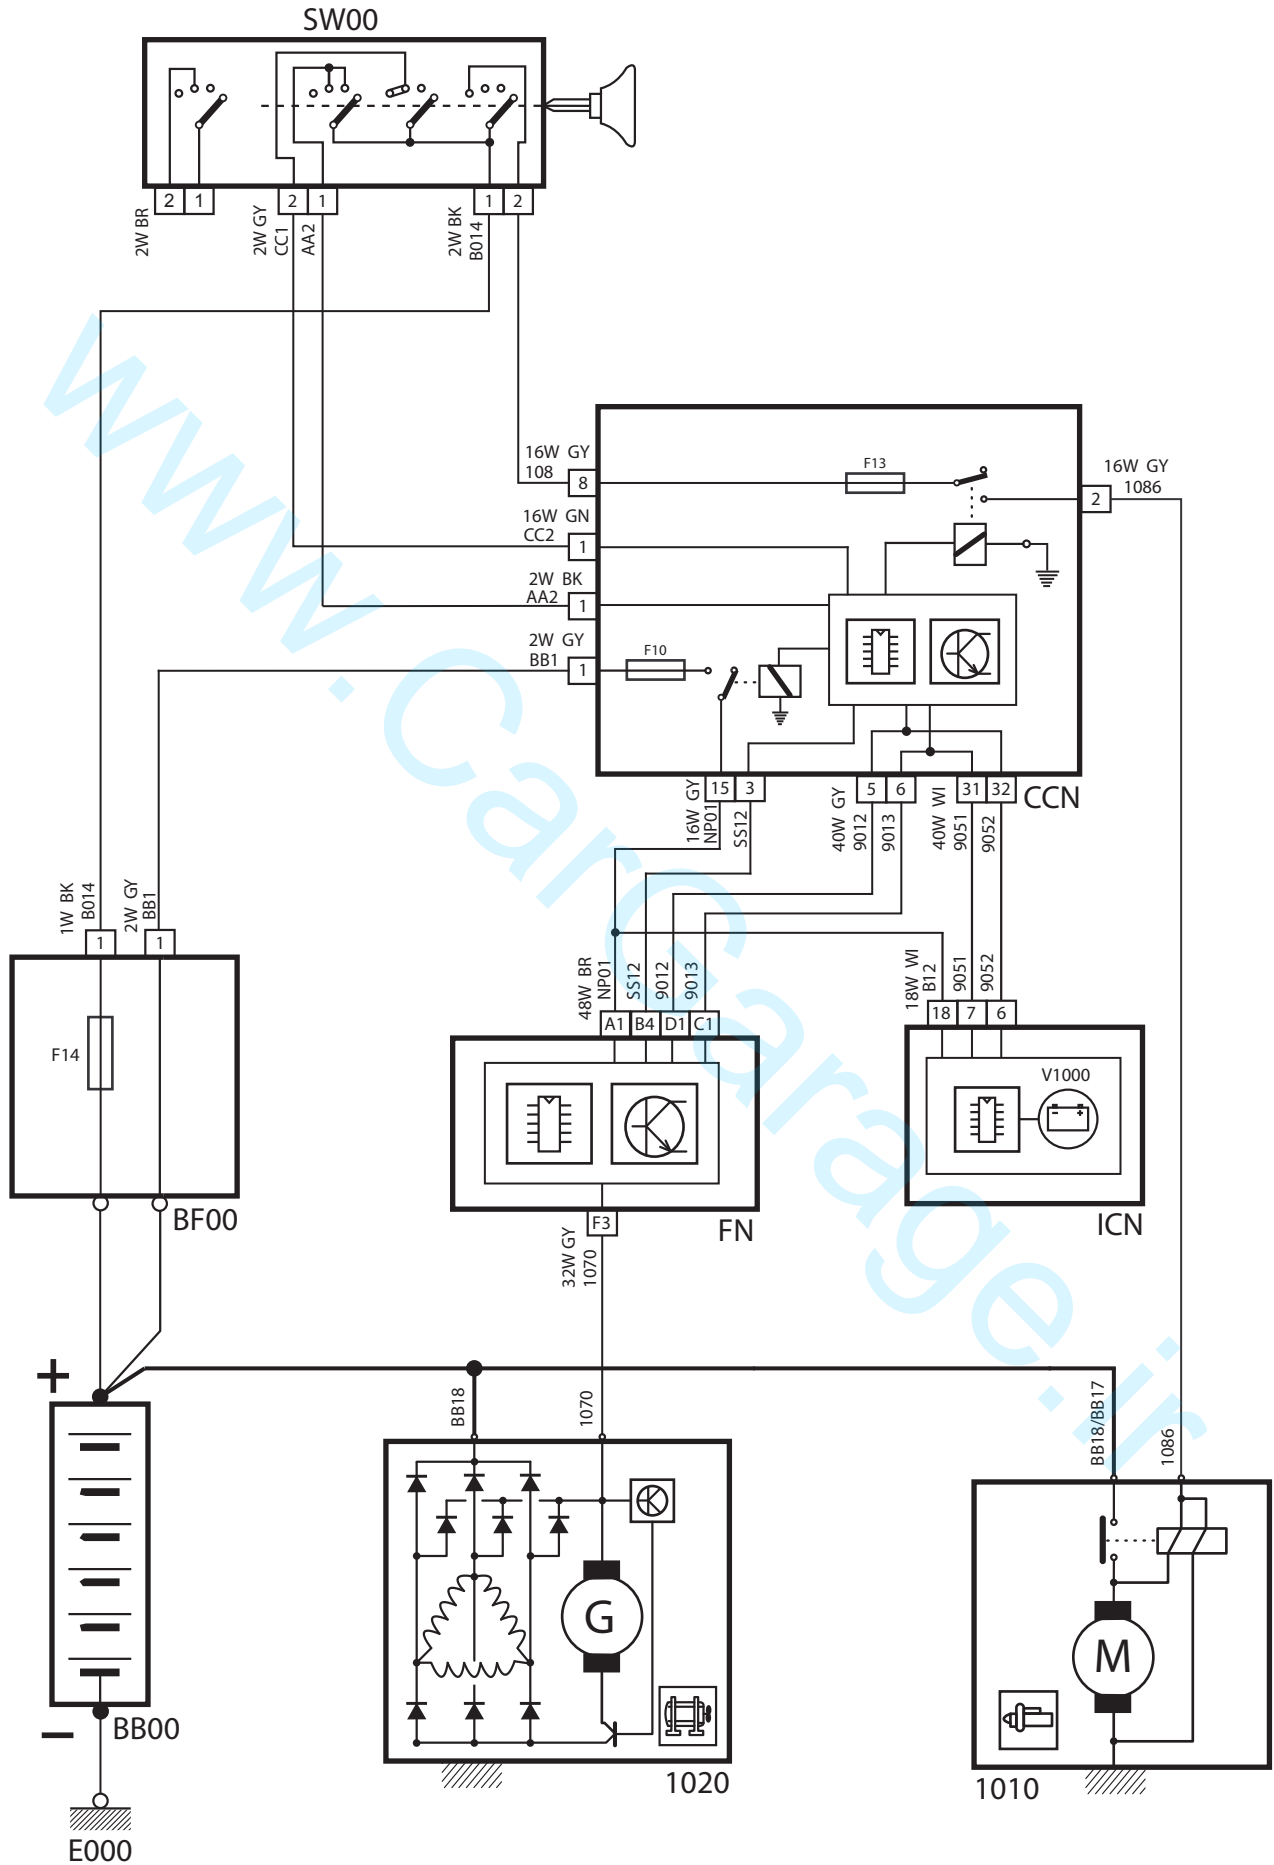 SW00
2 1 2 1 1 2
2W BR
2W GY
CC1
AA2
2W BK
B014
16W GY
108
8
F13
16W GY
1086
2
16W GN
CC2
1
2W BK
AA2
1
2W GY
BB1
1
F10
15 3 5 6 31 32
CCN
16W GY
NP01
SS12
40W GY
9012
9013
40W WI
9051
9052
1W BK
B014
2W GY
BB1
1 1
F14
BF00
48W BR
NP01
SS12
9012
9013
A1 B4 D1 C1
18W WI
B12
9051
9052
18 7 6
V1000
FN
ICN
F3
32W GY
1070
+
BB18
1070
BB18/BB17
1086
G
M
−
BB00
1020
1010
E000
www.CarGarage.ir